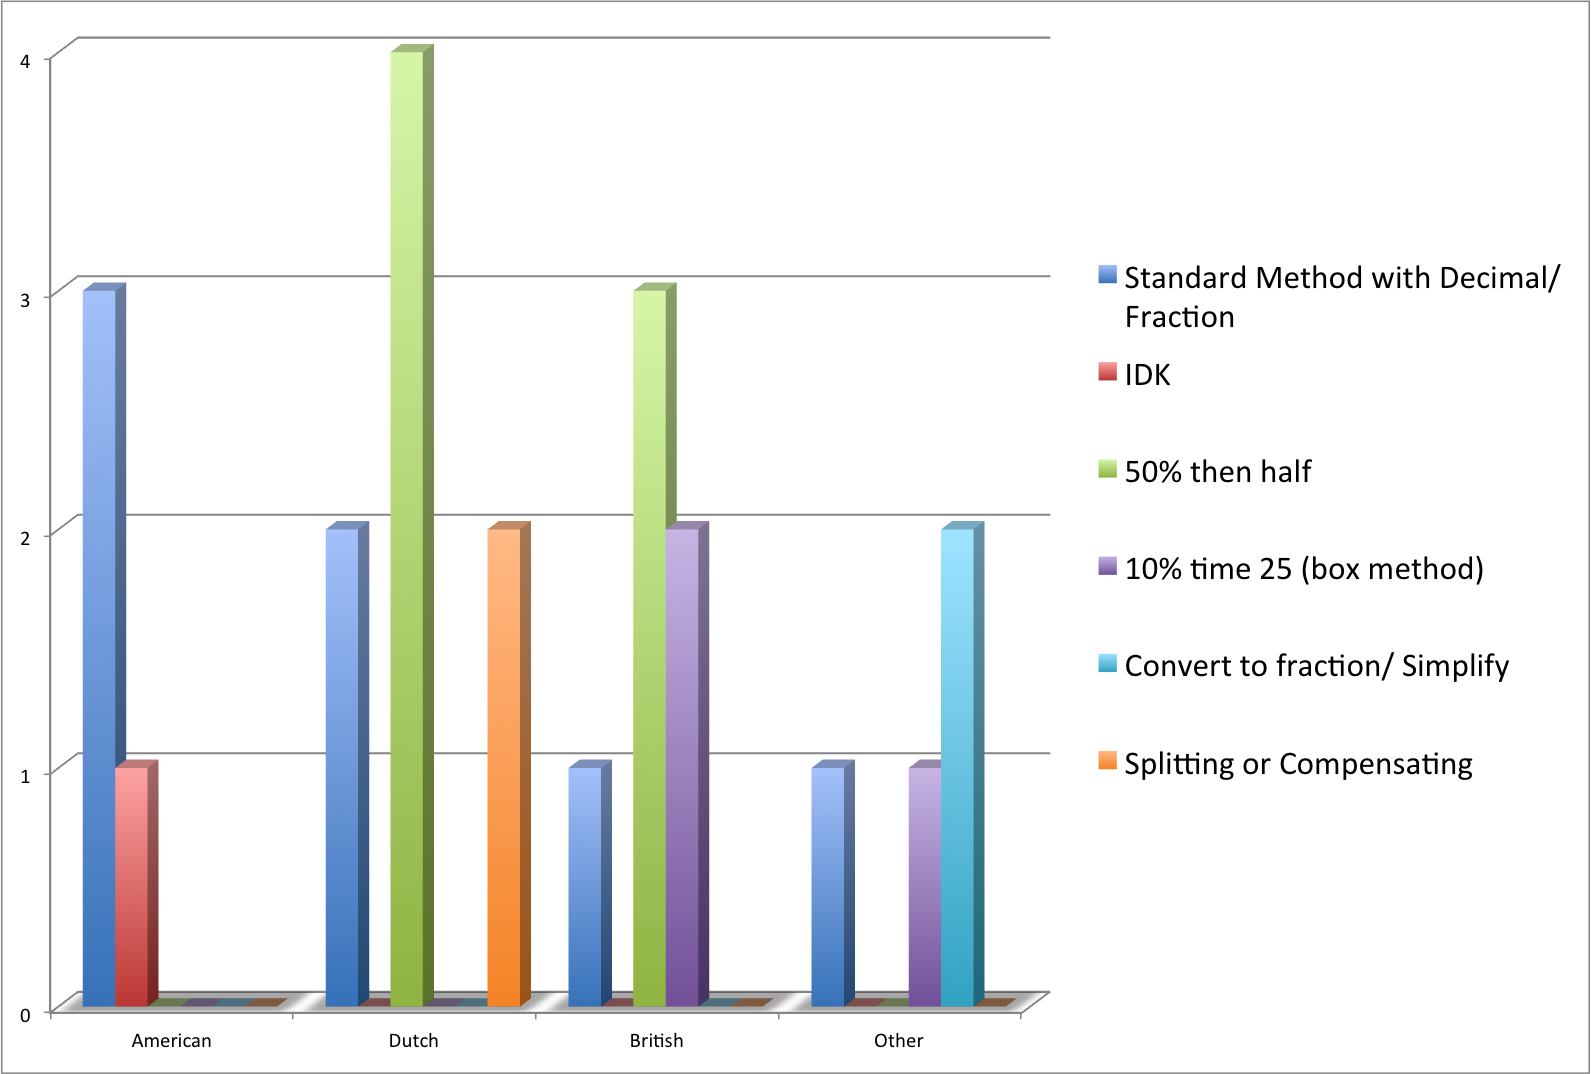 4
3
2
1
0
American
Dutch
British
Other
Standard Method with Decimal/
Fraction
IDK
50% then half
10% time 25 (box method)
Convert to fraction/ Simplify
Splitting or Compensating